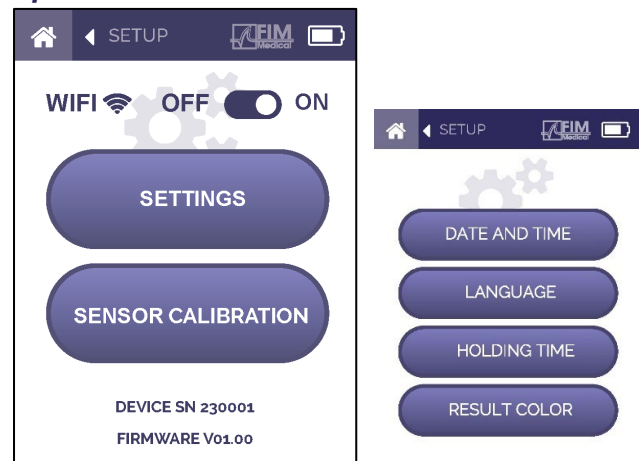 SETUP FIM Medical
WIFI OFF ON
SETTINGS
SENSOR CALIBRATION
DEVICE SN 230001
FIRMWARE V01.00
SETUP FIM Medical
DATE AND TIME
LANGUAGE
HOLDING TIME
RESULT COLOR